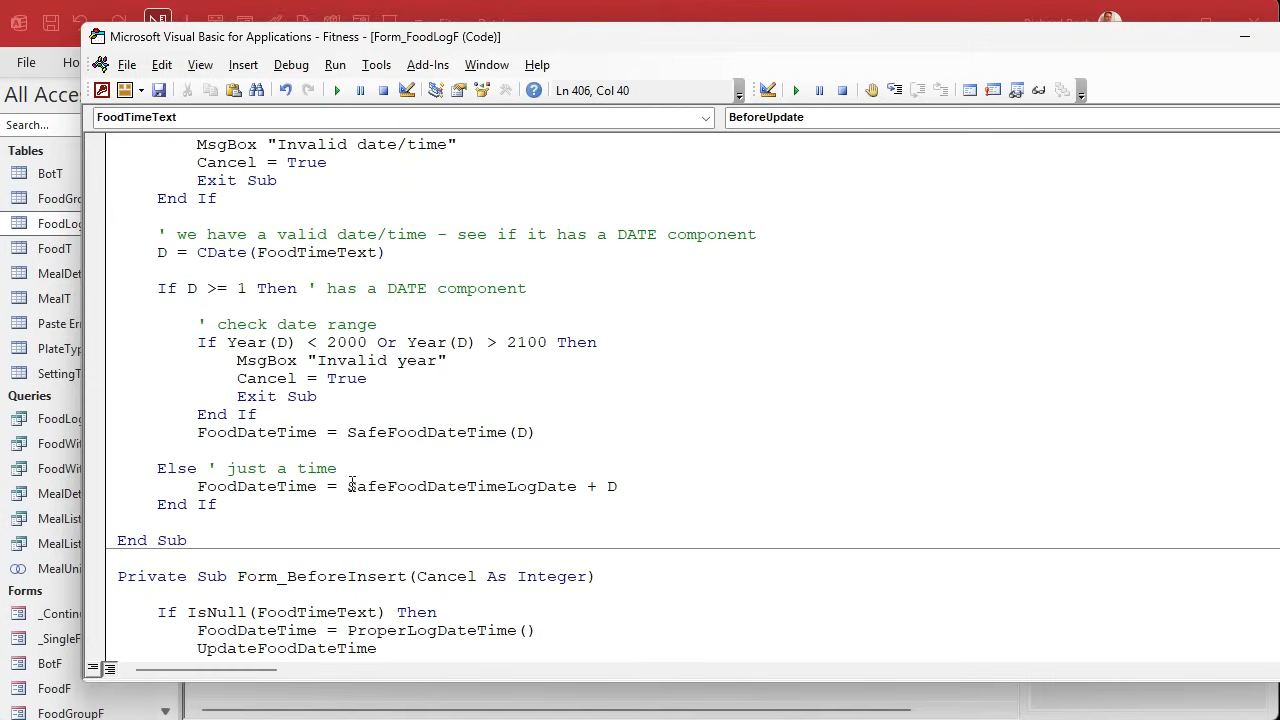 Microsoft Visual Basic for Applications - Fitness - [Form_FoodLogF (Code)]
File Edit View Insert Debug Run Tools Add-Ins Window Help
Ln 406, Col 40
FoodTimeText
BeforeUpdate
File
All Acce
Search...
Tables
BotT
FoodGr
FoodLo
FoodT
MealDet
MealT
Paste Er
PlateTyp
SettingT
Queries
FoodLo
FoodWit
FoodWit
MealDet
MealList
MealList
MealUni
Forms
_Contin
_SingleF
BotF
FoodF
FoodGroupF
MsgBox "Invalid date/time"
Cancel = True
Exit Sub
End If
' we have a valid date/time - see if it has a DATE component
D = CDate(FoodTimeText)
If D >= 1 Then ' has a DATE component
' check date range
If Year(D) < 2000 Or Year(D) > 2100 Then
MsgBox "Invalid year"
Cancel = True
Exit Sub
End If
FoodDateTime = SafeFoodDateTime(D)
Else ' just a time
FoodDateTime = SafeFoodDateTimeLogDate + D
End If
End Sub
Private Sub Form_BeforeInsert(Cancel As Integer)
If IsNull(FoodTimeText) Then
FoodDateTime = ProperLogDateTime()
UpdateFoodDateTime